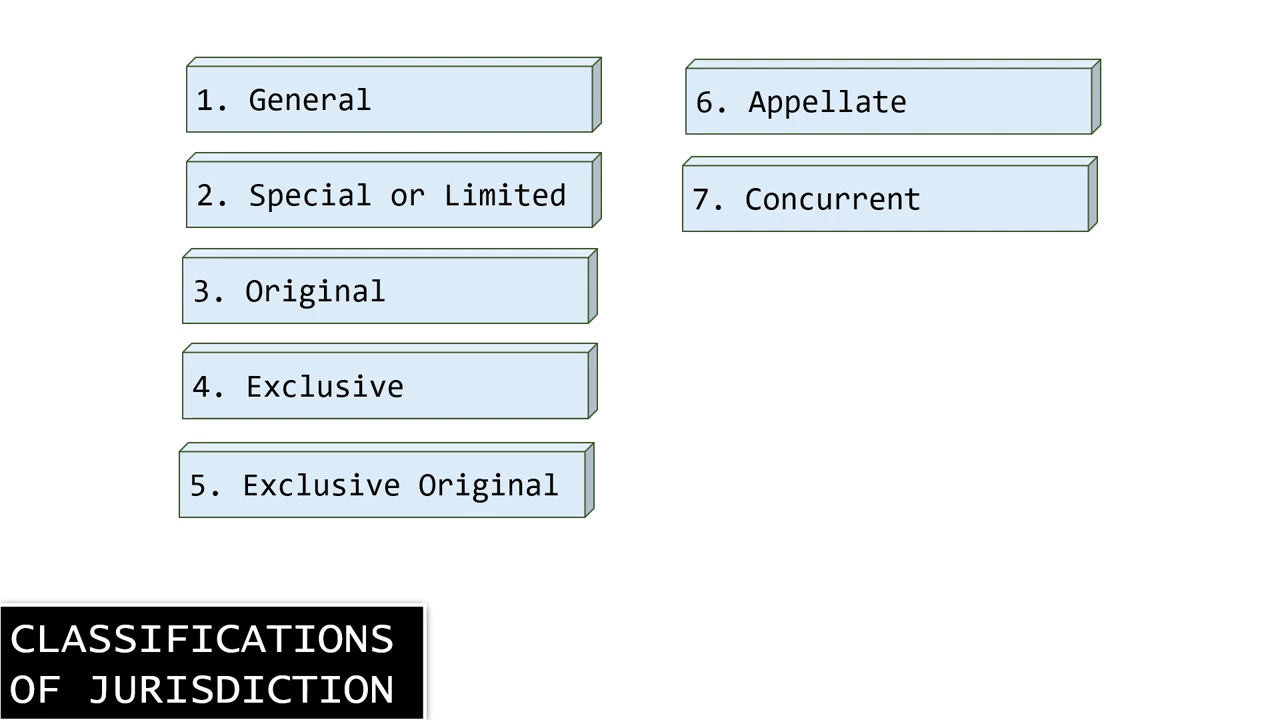 1. General
2. Special or Limited
3. Original
4. Exclusive
5. Exclusive Original
6. Appellate
7. Concurrent
CLASSIFICATIONS
OF JURISDICTION